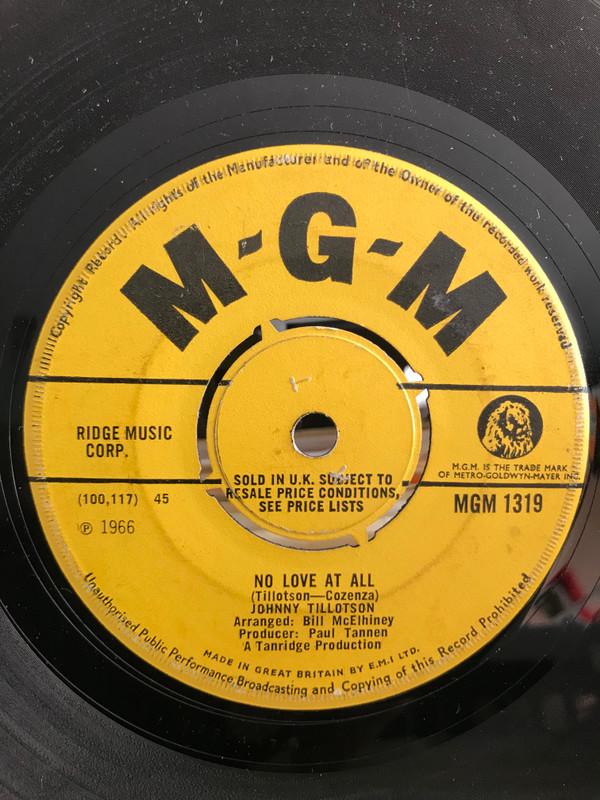 Copyright Record. All rights of the Manufacturer and of the Owner of the recorded work reserved
M-G-M
RIDGE MUSIC
CORP.
M.G.M. IS THE TRADE MARK
OF METRO-GOLDWYN-MAYER INC.
SOLD IN U.K. SUBJECT TO
RESALE PRICE CONDITIONS,
SEE PRICE LISTS
(100,117) 45
MGM 1319
℗ 1966
NO LOVE AT ALL
(Tillotson—Cozenza)
JOHNNY TILLOTSON
Arranged: Bill McElhiney
Producer: Paul Tannen
A Tanridge Production
MADE IN GREAT BRITAIN BY E.M.I LTD.
Unauthorised Public Performance, Broadcasting and Copying of this Record Prohibited